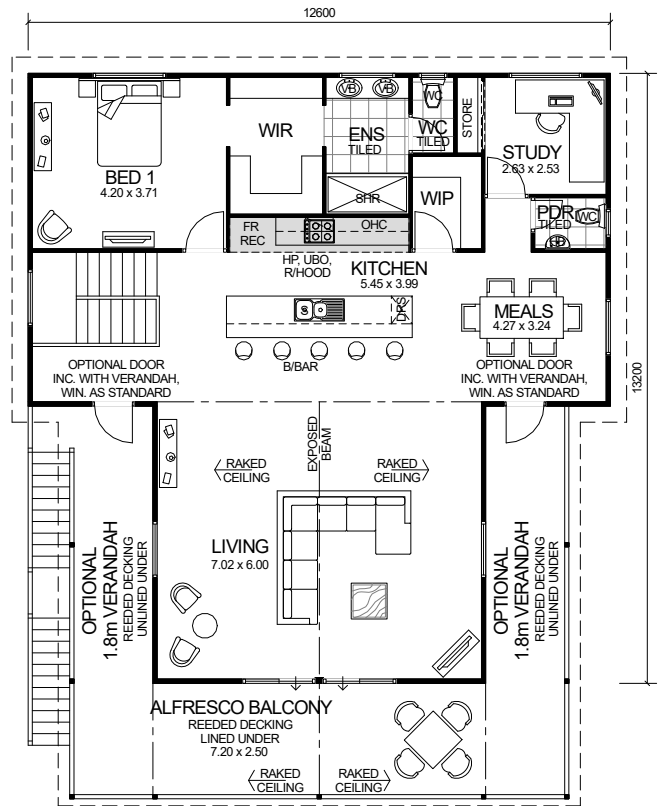 12600
VB
VB
WC
WIR
ENS
TILED
WC
TILED
STORE
STUDY
2.63 x 2.53
BED 1
4.20 x 3.71
SHR
WIP
PDR
TILED
WC
FR
REC
OHC
HP, UBO,
R/HOOD
KITCHEN
5.45 x 3.99
DRS
MEALS
4.27 x 3.24
B/BAR
OPTIONAL DOOR
INC. WITH VERANDAH,
WIN. AS STANDARD
OPTIONAL DOOR
INC. WITH VERANDAH,
WIN. AS STANDARD
13200
EXPOSED
BEAM
RAKED
CEILING
RAKED
CEILING
LIVING
7.02 x 6.00
OPTIONAL
1.8m VERANDAH
REEDED DECKING
UNLINED UNDER
OPTIONAL
1.8m VERANDAH
REEDED DECKING
UNLINED UNDER
ALFRESCO BALCONY
REEDED DECKING
LINED UNDER
7.20 x 2.50
RAKED
CEILING
RAKED
CEILING